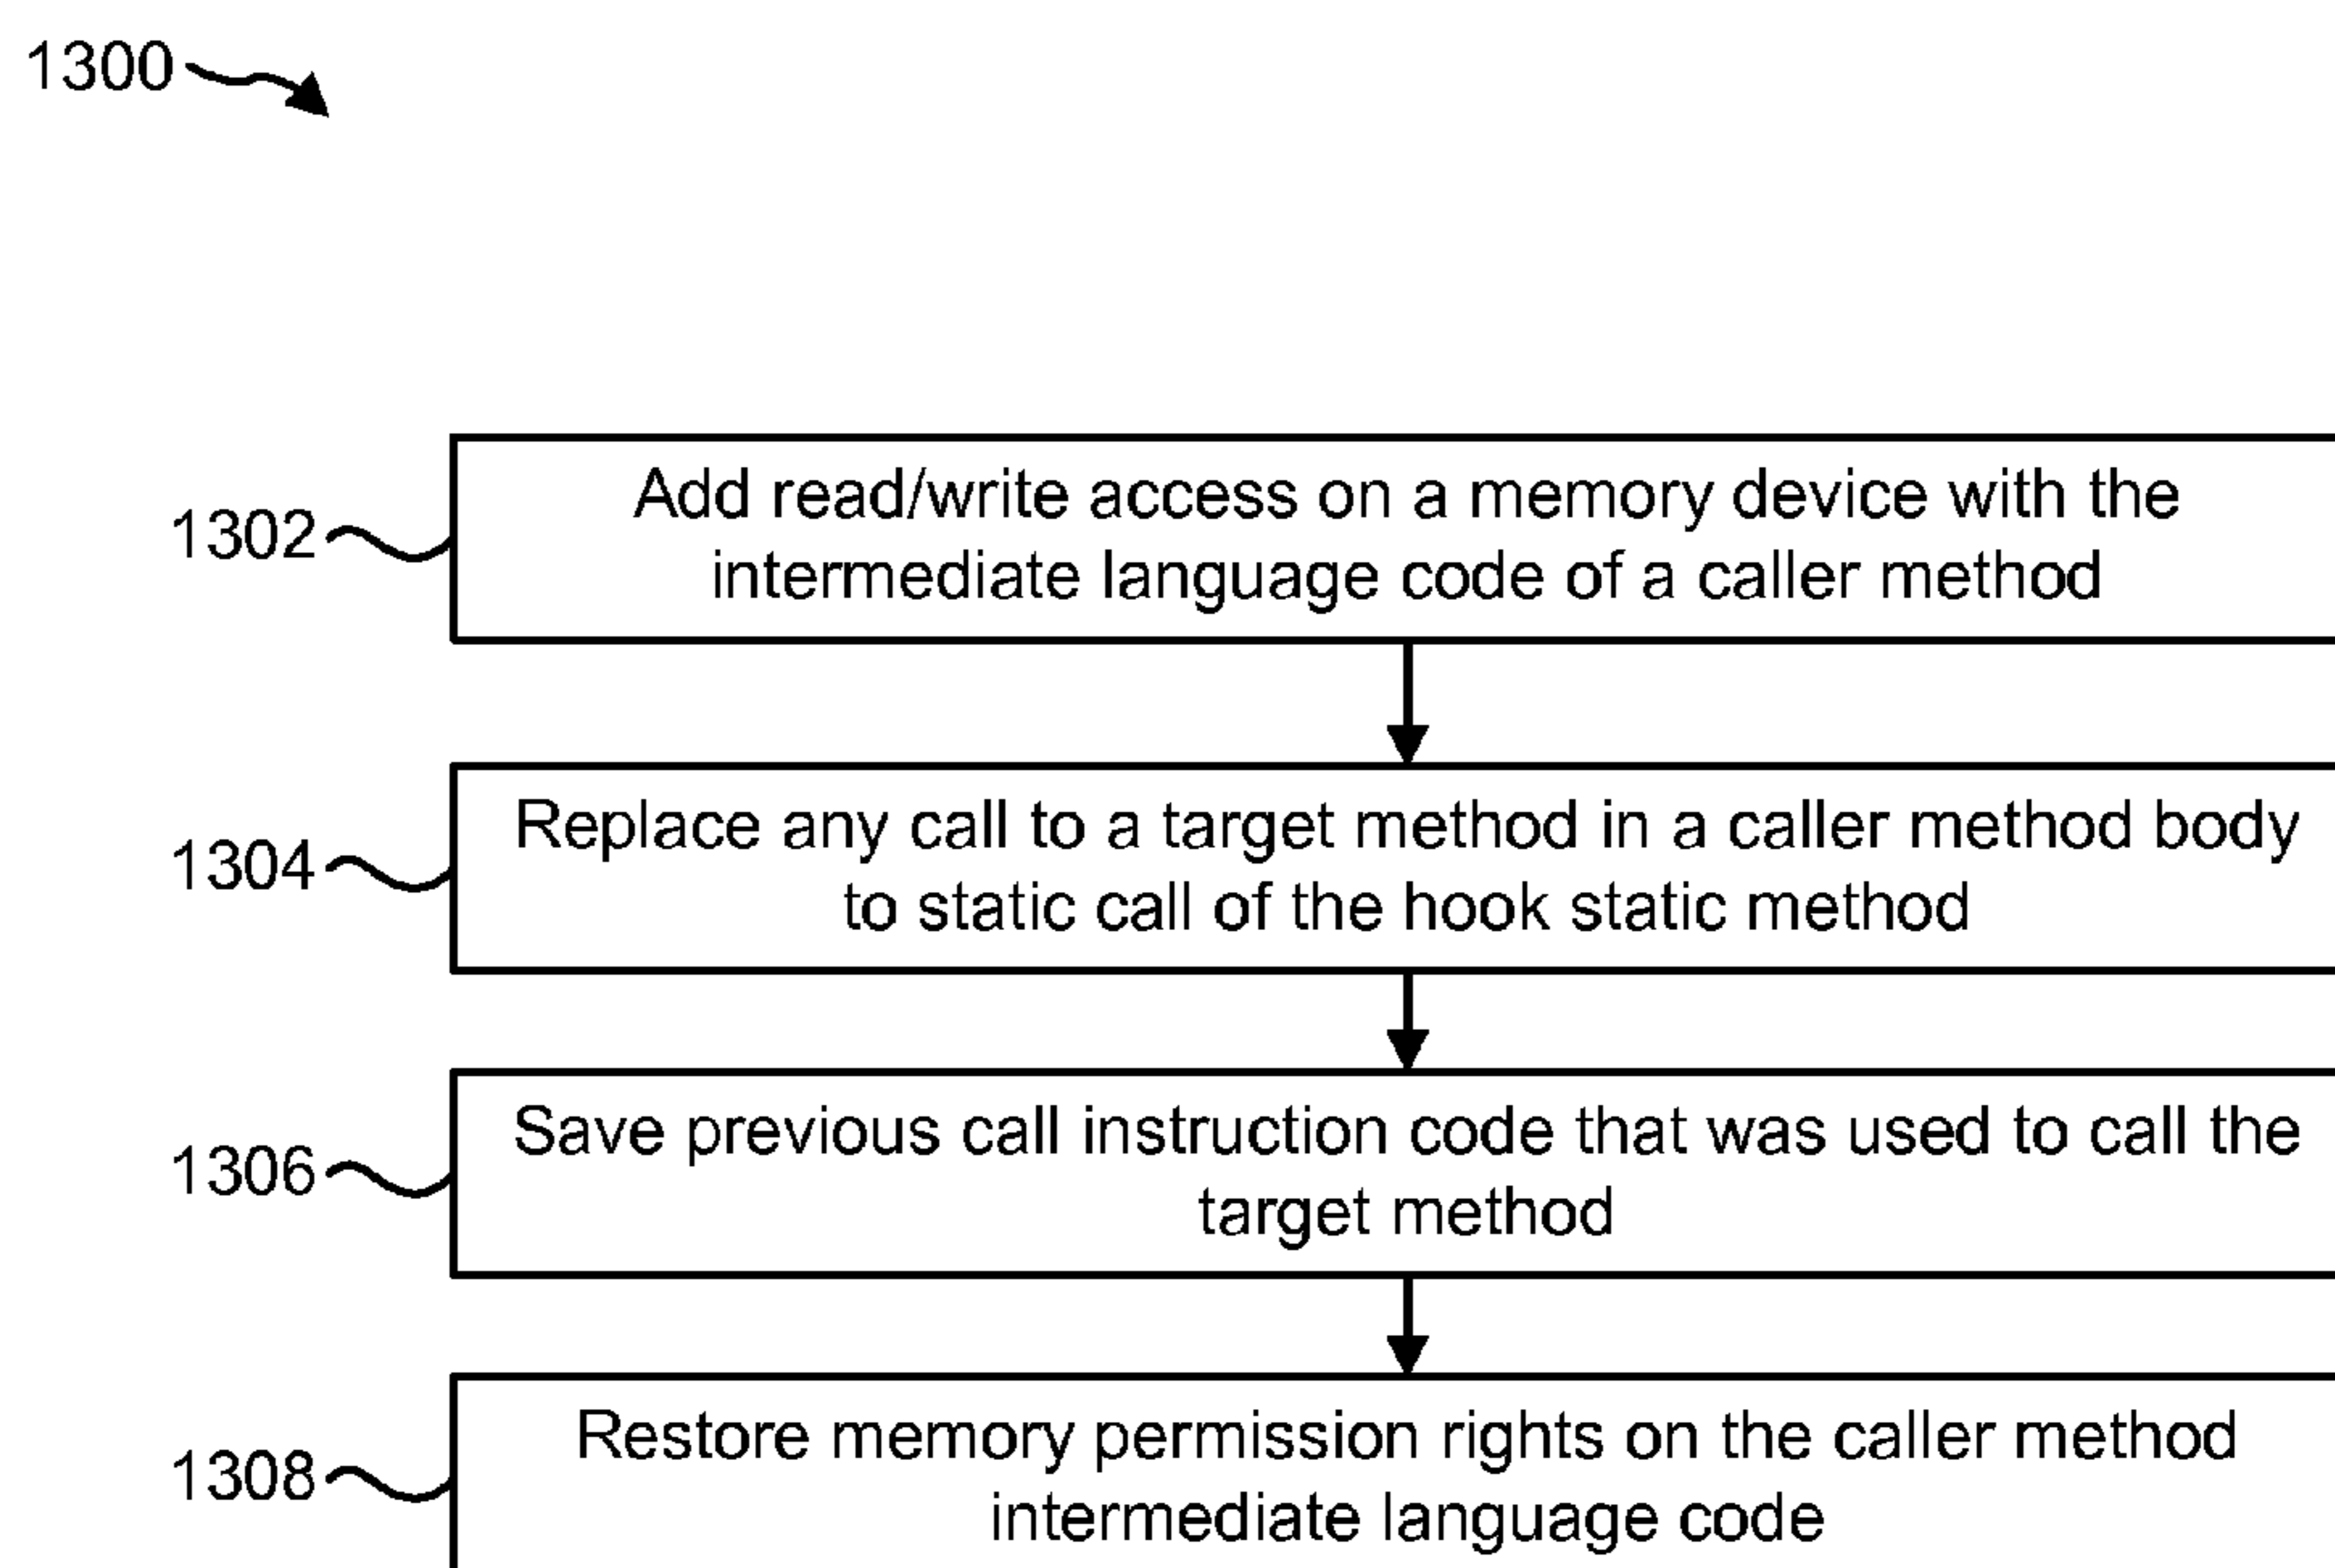 1300
1302
Add read/write access on a memory device with the
intermediate language code of a caller method
1304
Replace any call to a target method in a caller method body
to static call of the hook static method
1306
Save previous call instruction code that was used to call the
target method
1308
Restore memory permission rights on the caller method
intermediate language code